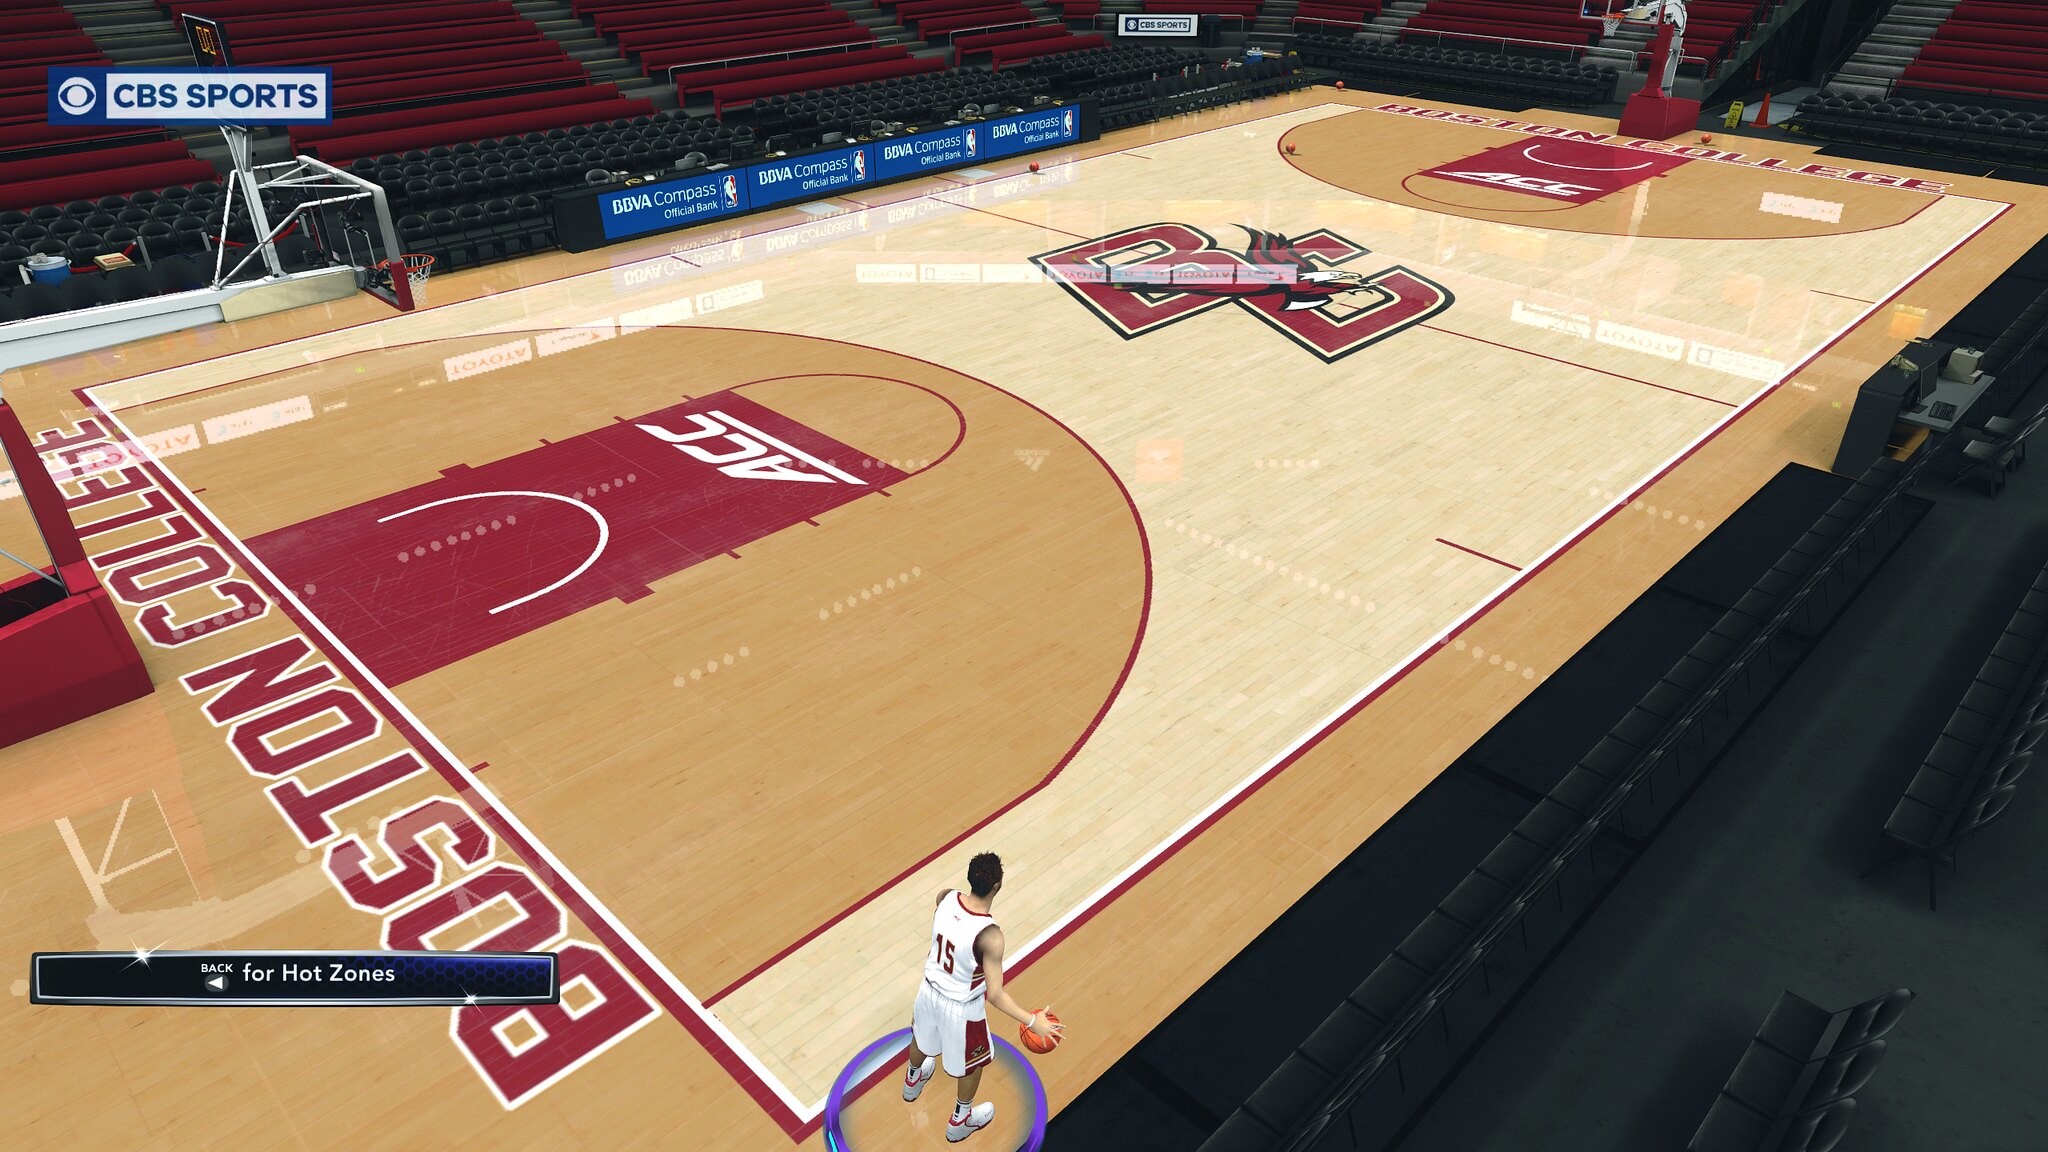 CBS SPORTS
CBS SPORTS
BBVA Compass
Official Bank
BBVA Compass
Official Bank
BBVA Compass
Official Bank
BBVA Compass
Official Bank
BOSTON COLLEGE
ACC
BC
ACC
BOSTON COLLEGE
15
BACK
for Hot Zones